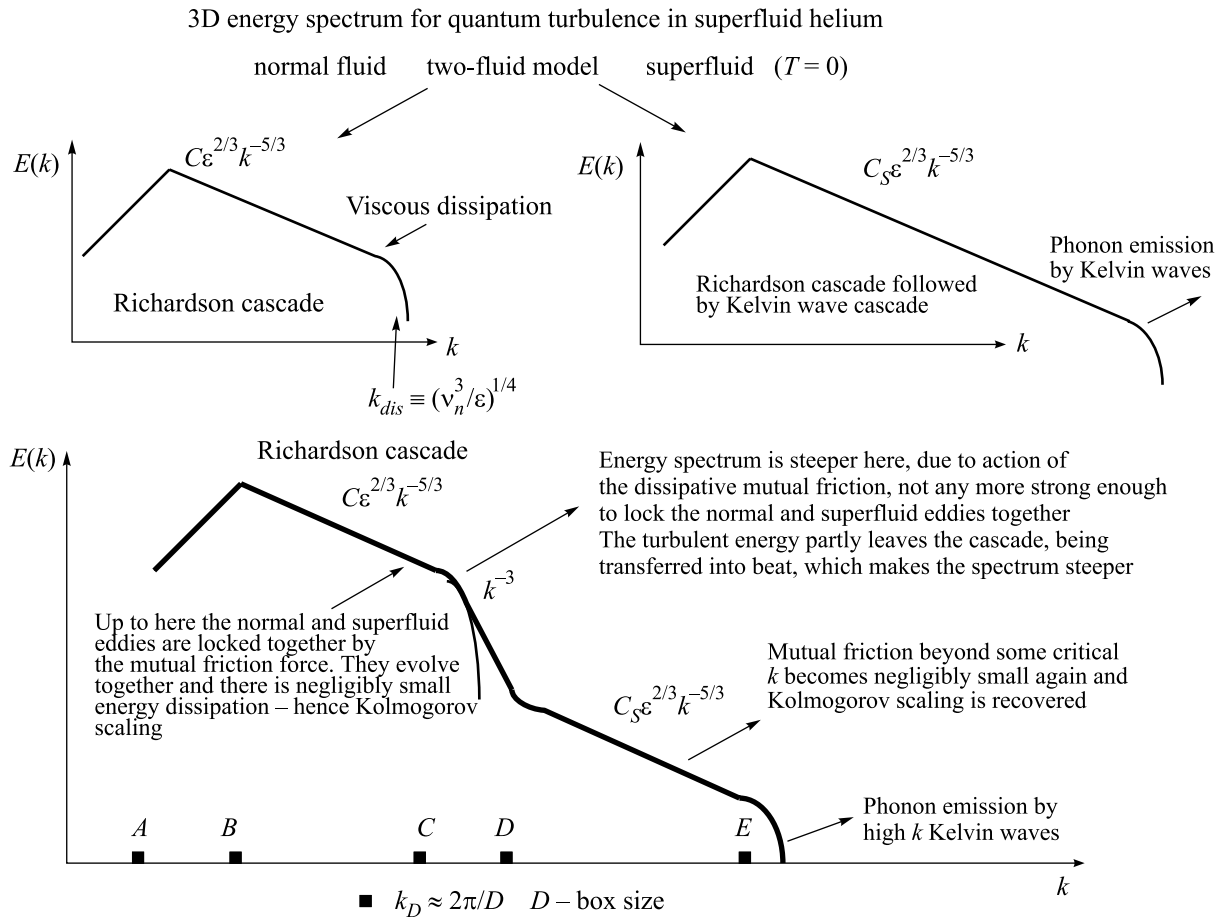 3D energy spectrum for quantum turbulence in superfluid helium
normal fluid two-fluid model superfluid (T = 0)
E(k)
Cε^{2/3}k^{−5/3}
Viscous dissipation
Richardson cascade
k
k_{dis} ≡ (ν_n^3/ε)^{1/4}
E(k)
C_Sε^{2/3}k^{−5/3}
Phonon emission
by Kelvin waves
Richardson cascade followed
by Kelvin wave cascade
k
E(k)
Richardson cascade
Cε^{2/3}k^{−5/3}
Energy spectrum is steeper here, due to action of
the dissipative mutual friction, not any more strong enough
to lock the normal and superfluid eddies together
The turbulent energy partly leaves the cascade, being
transferred into beat, which makes the spectrum steeper
k^{−3}
Up to here the normal and superfluid
eddies are locked together by
the mutual friction force. They evolve
together and there is negligibly small
energy dissipation – hence Kolmogorov
scaling
Mutual friction beyond some critical
k becomes negligibly small again and
Kolmogorov scaling is recovered
C_Sε^{2/3}k^{−5/3}
Phonon emission by
high k Kelvin waves
A B C D E
k
k_D ≈ 2π/D D – box size